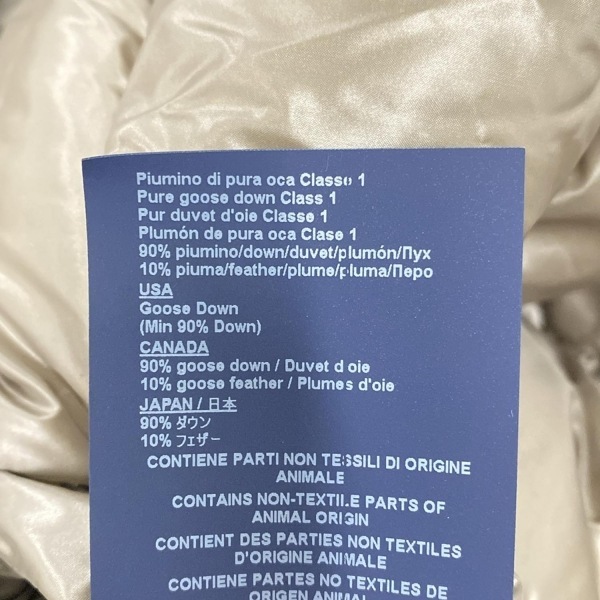 Piumino di pura oca Classe 1
Pure goose down Class 1
Pur duvet d'oie Classe 1
Plumón de pura oca Clase 1
90% piumino/down/duvet/plumón/Пух
10% piuma/feather/plume/pluma/Перо
USA
Goose Down
(Min 90% Down)
CANADA
90% goose down / Duvet d oie
10% goose feather / Plumes d'oie
JAPAN / 日本
90% ダウン
10% フェザー
CONTIENE PARTI NON TESSILI DI ORIGINE
ANIMALE
CONTAINS NON-TEXTILE PARTS OF
ANIMAL ORIGIN
CONTIENT DES PARTIES NON TEXTILES
D'ORIGINE ANIMALE
CONTIENE PARTES NO TEXTILES DE
ORIGEN ANIMAL